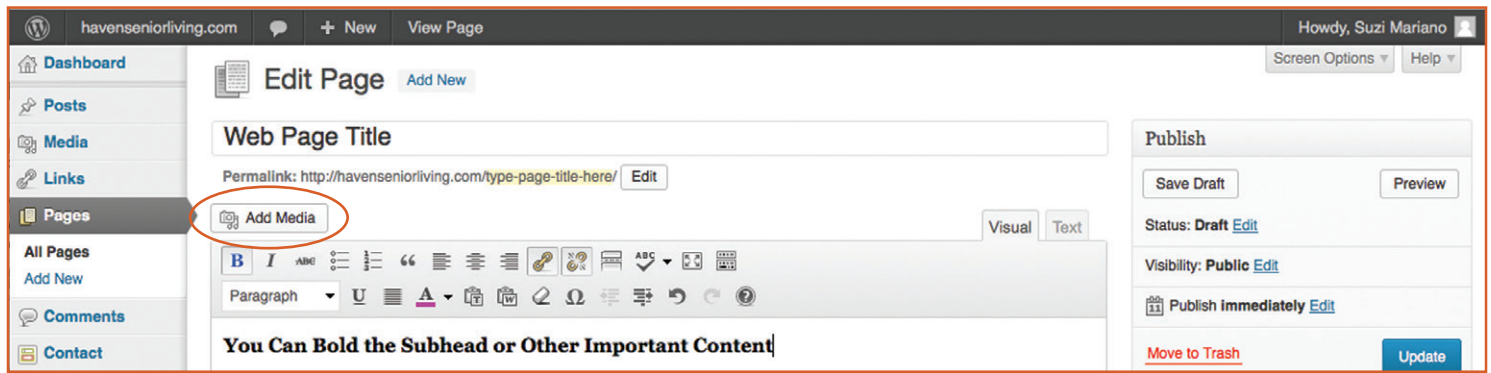 havenseniorliving.com + New View Page Howdy, Suzi Mariano
Screen Options Help
Dashboard
Posts
Media
Links
Pages
All Pages
Add New
Comments
Contact
Edit Page Add New
Web Page Title
Permalink: http://havenseniorliving.com/type-page-title-here/ Edit
Add Media
Visual Text
B I ABC ABC
Paragraph U A T W Ω
You Can Bold the Subhead or Other Important Content
Publish
Save Draft Preview
Status: Draft Edit
Visibility: Public Edit
11 Publish immediately Edit
Move to Trash Update